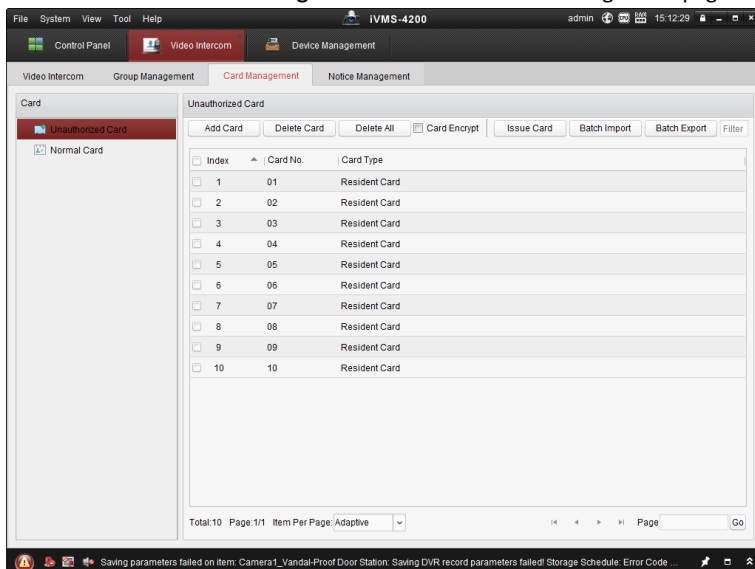 File System View Tool Help iVMS-4200 admin 15:12:29
Control Panel Video Intercom Device Management
Video Intercom Group Management Card Management Notice Management
Card Unauthorized Card
Unauthorized Card Add Card Delete Card Delete All Card Encrypt Issue Card Batch Import Batch Export Filter
Normal Card
Index Card No. Card Type
1 01 Resident Card
2 02 Resident Card
3 03 Resident Card
4 04 Resident Card
5 05 Resident Card
6 06 Resident Card
7 07 Resident Card
8 08 Resident Card
9 09 Resident Card
10 10 Resident Card
Total:10 Page:1/1 Item Per Page: Adaptive Page Go
Saving parameters failed on item: Camera1_Vandal-Proof Door Station: Saving DVR record parameters failed! Storage Schedule: Error Code ...